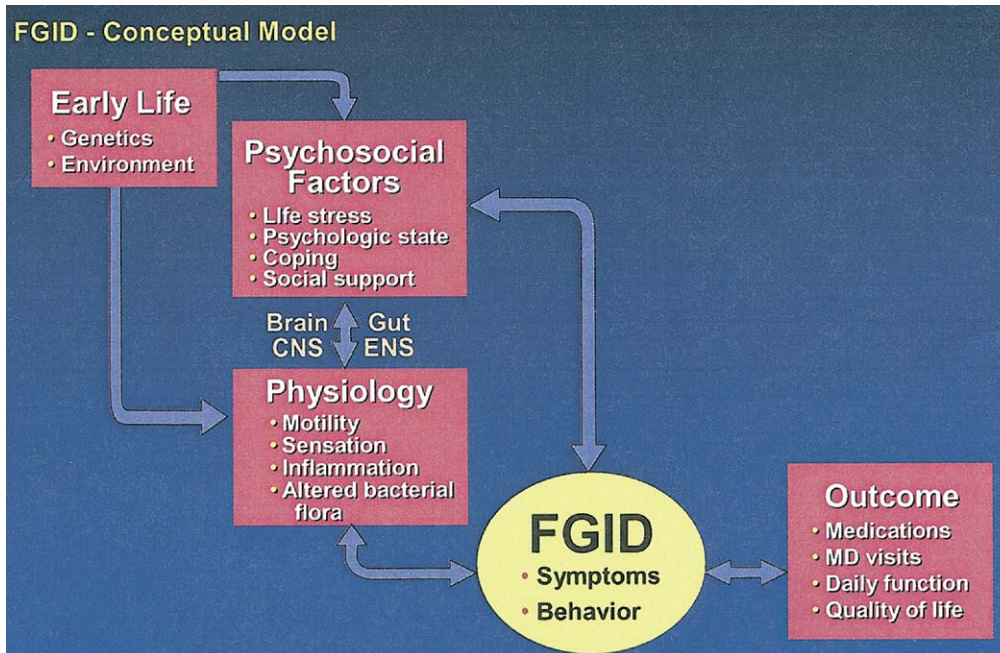 FGID - Conceptual Model
Early Life
• Genetics
• Environment
Psychosocial
Factors
• LIfe stress
• Psychologic state
• Coping
• Social support
Brain Gut
CNS ENS
Physiology
• Motility
• Sensation
• Inflammation
• Altered bacterial
flora
FGID
• Symptoms
• Behavior
Outcome
• Medications
• MD visits
• Daily function
• Quality of life